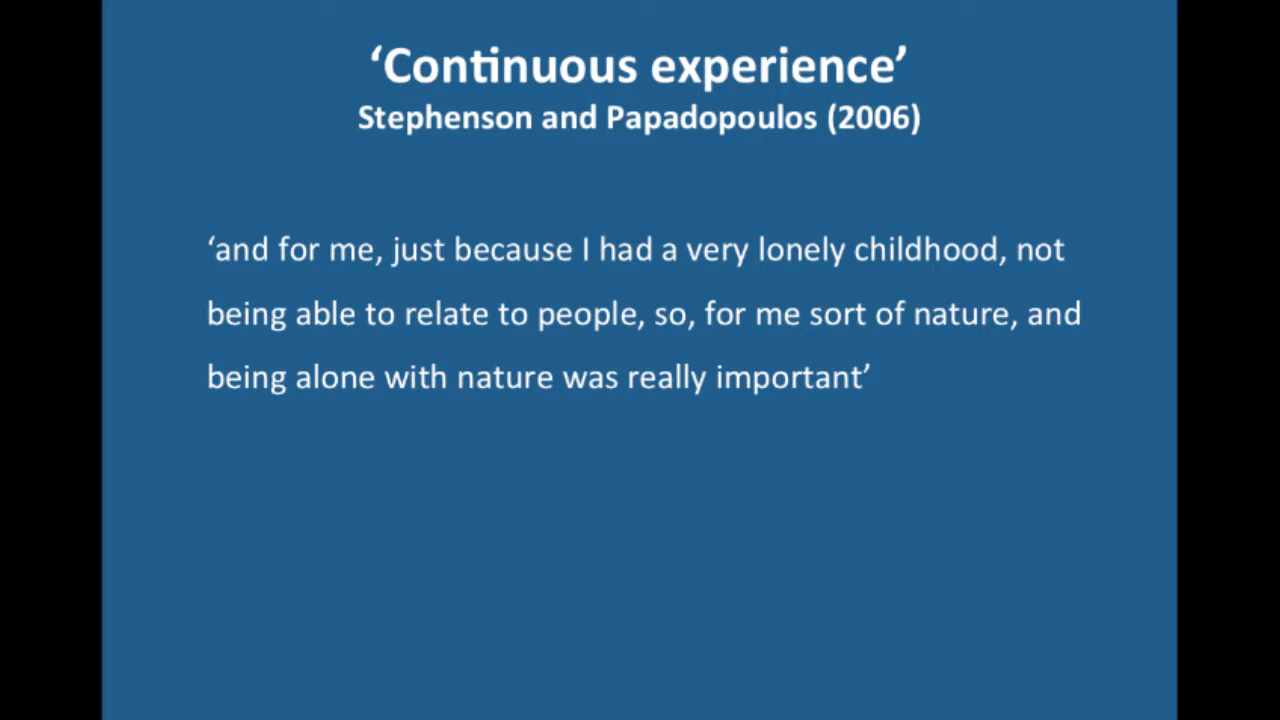 ‘Continuous experience’
Stephenson and Papadopoulos (2006)
‘and for me, just because I had a very lonely childhood, not
being able to relate to people, so, for me sort of nature, and
being alone with nature was really important’